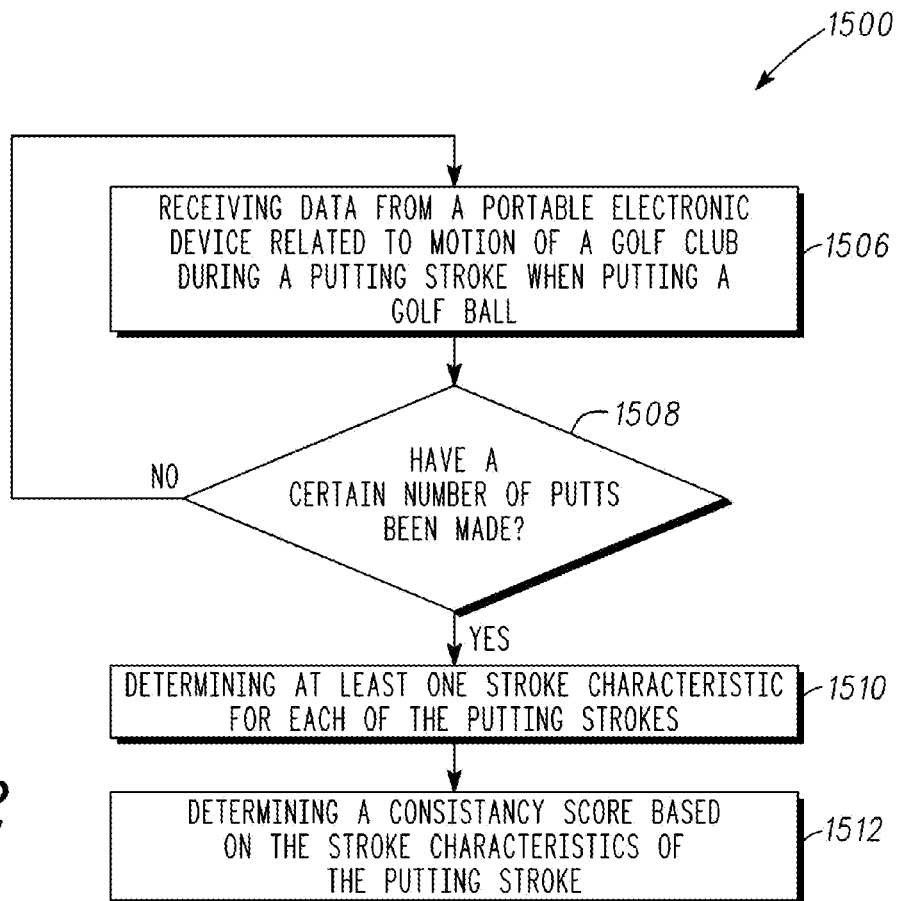 1500
RECEIVING DATA FROM A PORTABLE ELECTRONIC
DEVICE RELATED TO MOTION OF A GOLF CLUB
DURING A PUTTING STROKE WHEN PUTTING A
GOLF BALL
1506
1508
HAVE A
CERTAIN NUMBER OF PUTTS
BEEN MADE?
NO
YES
DETERMINING AT LEAST ONE STROKE CHARACTERISTIC
FOR EACH OF THE PUTTING STROKES
1510
DETERMINING A CONSISTANCY SCORE BASED
ON THE STROKE CHARACTERISTICS OF
THE PUTTING STROKE
1512